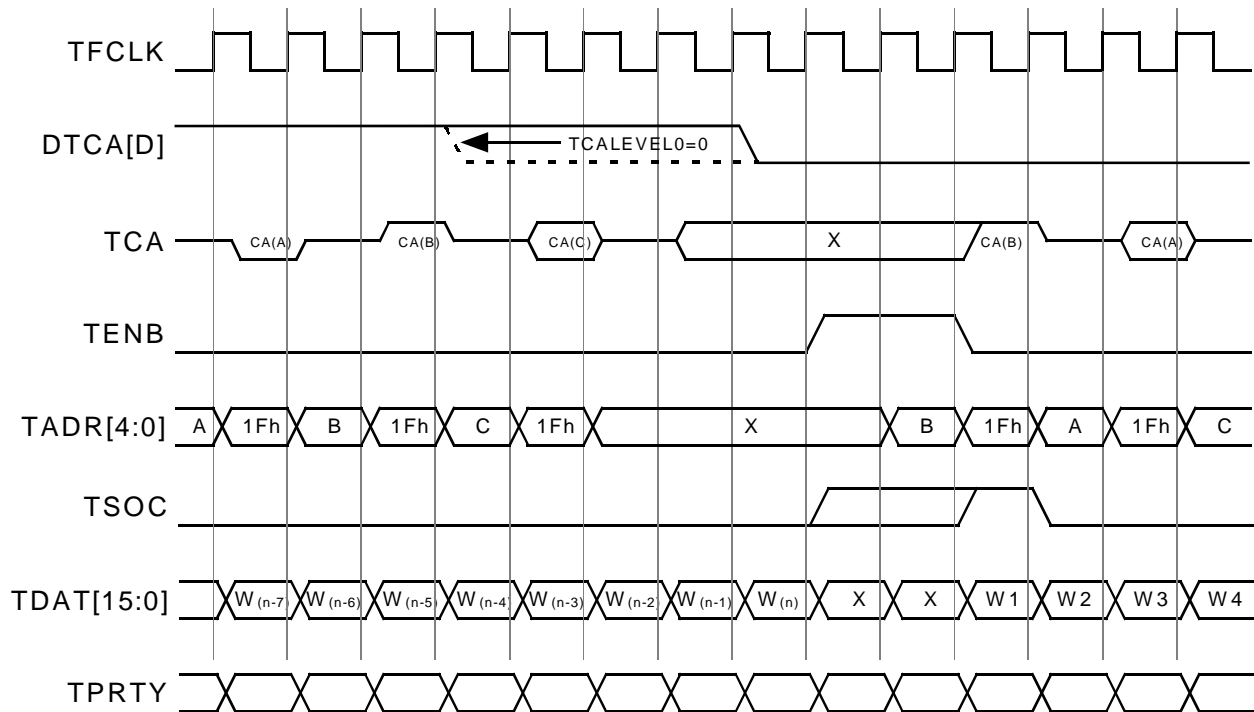 TFCLK
DTCA[D] TCALEVEL0=0
TCA CA(A) CA(B) CA(C) X CA(B) CA(A)
TENB
TADR[4:0] A 1Fh B 1Fh C 1Fh X B 1Fh A 1Fh C
TSOC
TDAT[15:0] W(n-7) W(n-6) W(n-5) W(n-4) W(n-3) W(n-2) W(n-1) W(n) X X W1 W2 W3 W4
TPRTY